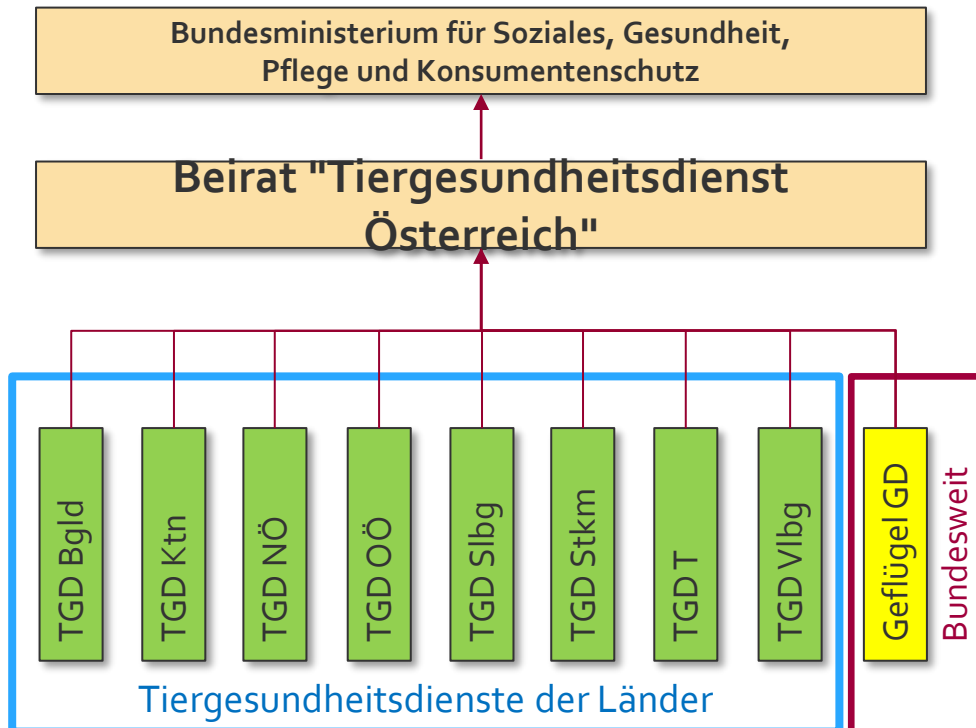 Bundesministerium für Soziales, Gesundheit,
Pflege und Konsumentenschutz
Beirat "Tiergesundheitsdienst
Österreich"
TGD Bgld
TGD Ktn
TGD NÖ
TGD OÖ
TGD Slbg
TGD Stkm
TGD T
TGD Vlbg
Geflügel GD
Bundesweit
Tiergesundheitsdienste der Länder